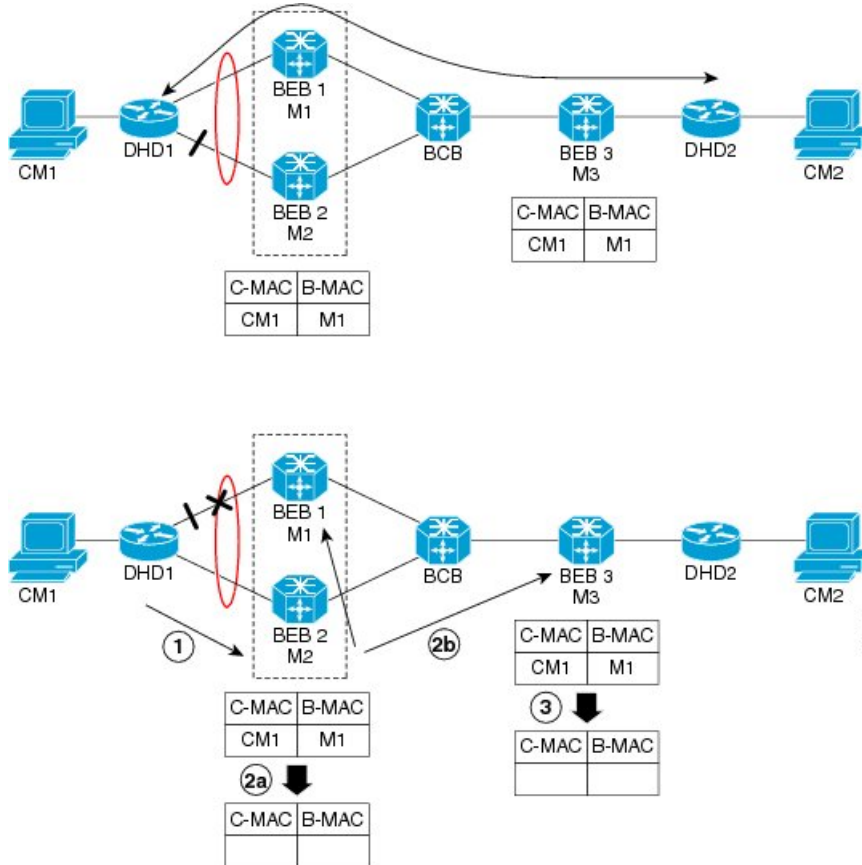 BEB 1
M1
CM1
DHD1
BCB
BEB 3
M3
DHD2
CM2
BEB 2
M2
C-MAC B-MAC
CM1 M1
C-MAC B-MAC
CM1 M1
BEB 1
M1
CM1
DHD1
BCB
BEB 3
M3
DHD2
CM2
BEB 2
M2
1
2b
C-MAC B-MAC
CM1 M1
3
C-MAC B-MAC
C-MAC B-MAC
CM1 M1
2a
C-MAC B-MAC